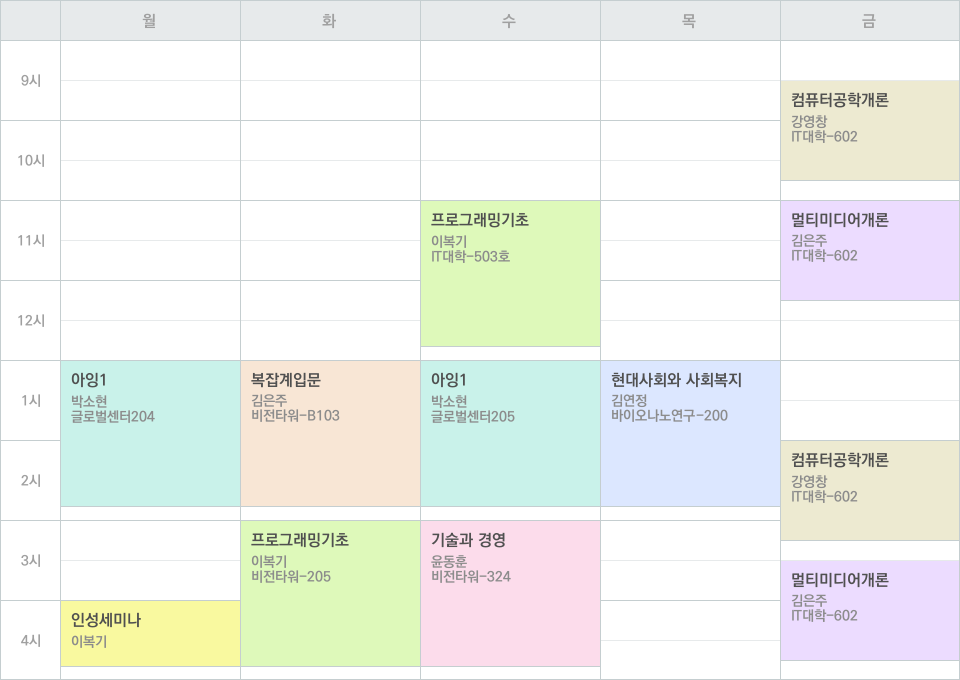 월
화
수
목
금
9시
컴퓨터공학개론
강영창
IT대학-602
10시
11시
프로그래밍기초
이복기
IT대학-503호
멀티미디어개론
김은주
IT대학-602
12시
1시
아잉1
박소현
글로벌센터204
복잡계입문
김은주
비전타워-B103
아잉1
박소현
글로벌센터205
현대사회와 사회복지
김연정
바이오나노연구-200
2시
컴퓨터공학개론
강영창
IT대학-602
3시
프로그래밍기초
이복기
비전타워-205
기술과 경영
윤동훈
비전타워-324
멀티미디어개론
김은주
IT대학-602
4시
인성세미나
이복기